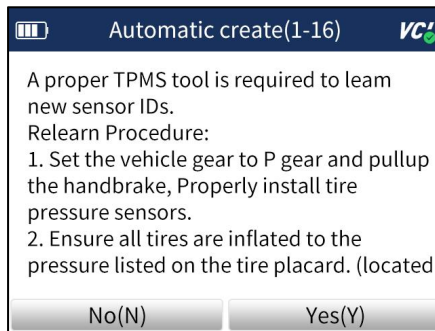 Automatic create(1-16)
A proper TPMS tool is required to leam
new sensor IDs.
Relearn Procedure:
1. Set the vehicle gear to P gear and pullup
the handbrake, Properly install tire
pressure sensors.
2. Ensure all tires are inflated to the
pressure listed on the tire placard. (located
No(N)
Yes(Y)